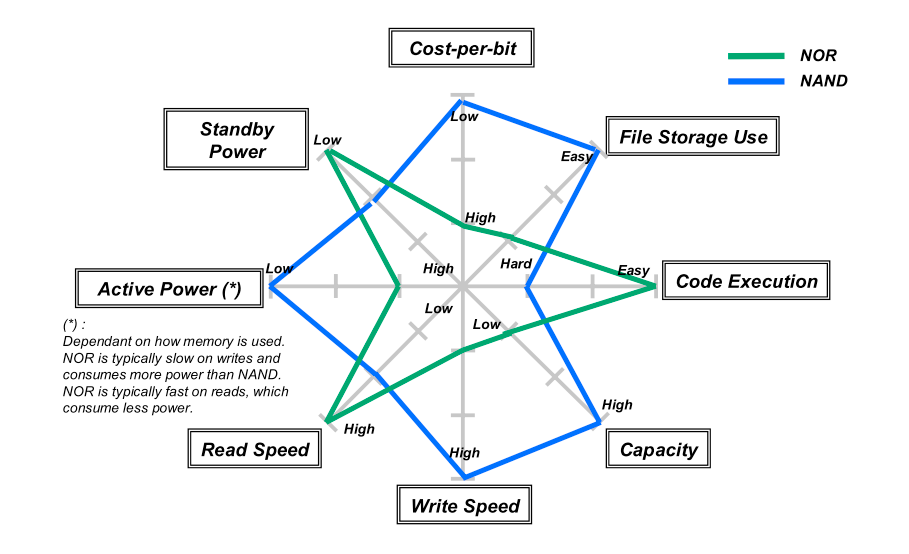 Cost-per-bit
NOR
NAND
Standby
Power
Low
Low
File Storage Use
Easy
High
Low
High
Hard
Easy
Code Execution
Active Power (*)
Low
Low
(*) :
Dependant on how memory is used.
NOR is typically slow on writes and
consumes more power than NAND.
NOR is typically fast on reads, which
consume less power.
High
High
High
Read Speed
Capacity
Write Speed